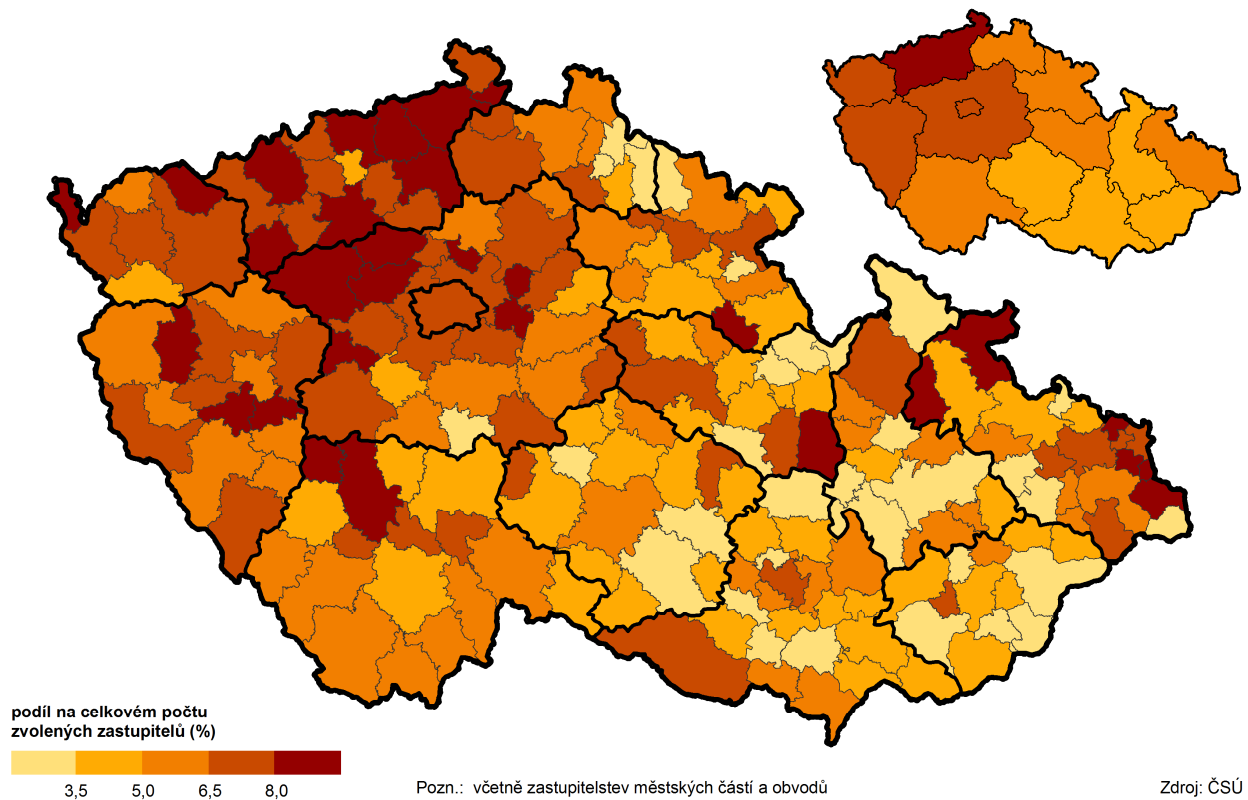 podíl na celkovém počtu
zvolených zastupitelů (%)
3,5 5,0 6,5 8,0
Pozn.: včetně zastupitelstev městských částí a obvodů
Zdroj: ČSÚ